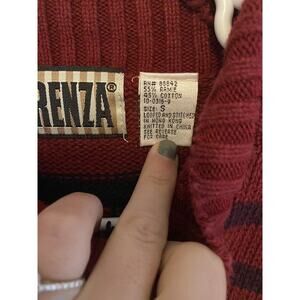 RENZA®
RN# 88842
55% RAMIE
45% COTTON
10-0316-9
SIZE: S
LOOPED AND STITCHED
IN HONG KONG
KNITTED IN CHINA
SEE REVERSE
FOR CARE